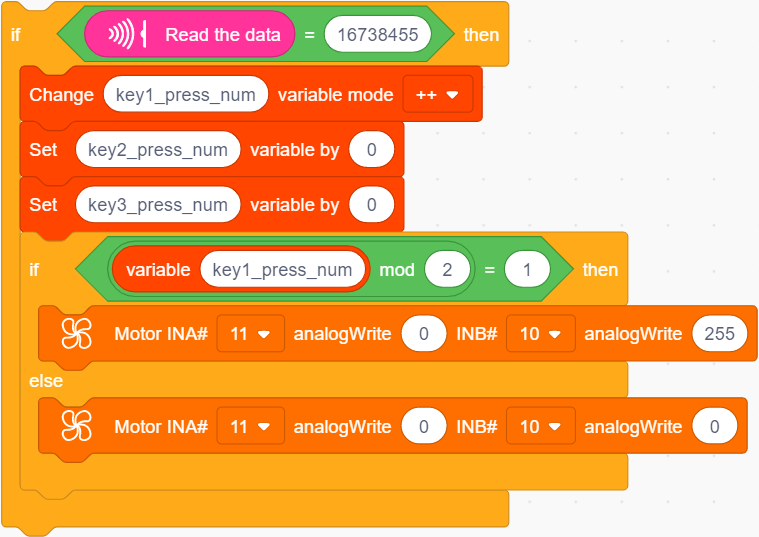 if Read the data = 16738455 then
Change key1_press_num variable mode ++
Set key2_press_num variable by 0
Set key3_press_num variable by 0
if variable key1_press_num mod 2 = 1 then
Motor INA# 11 analogWrite 0 INB# 10 analogWrite 255
else
Motor INA# 11 analogWrite 0 INB# 10 analogWrite 0